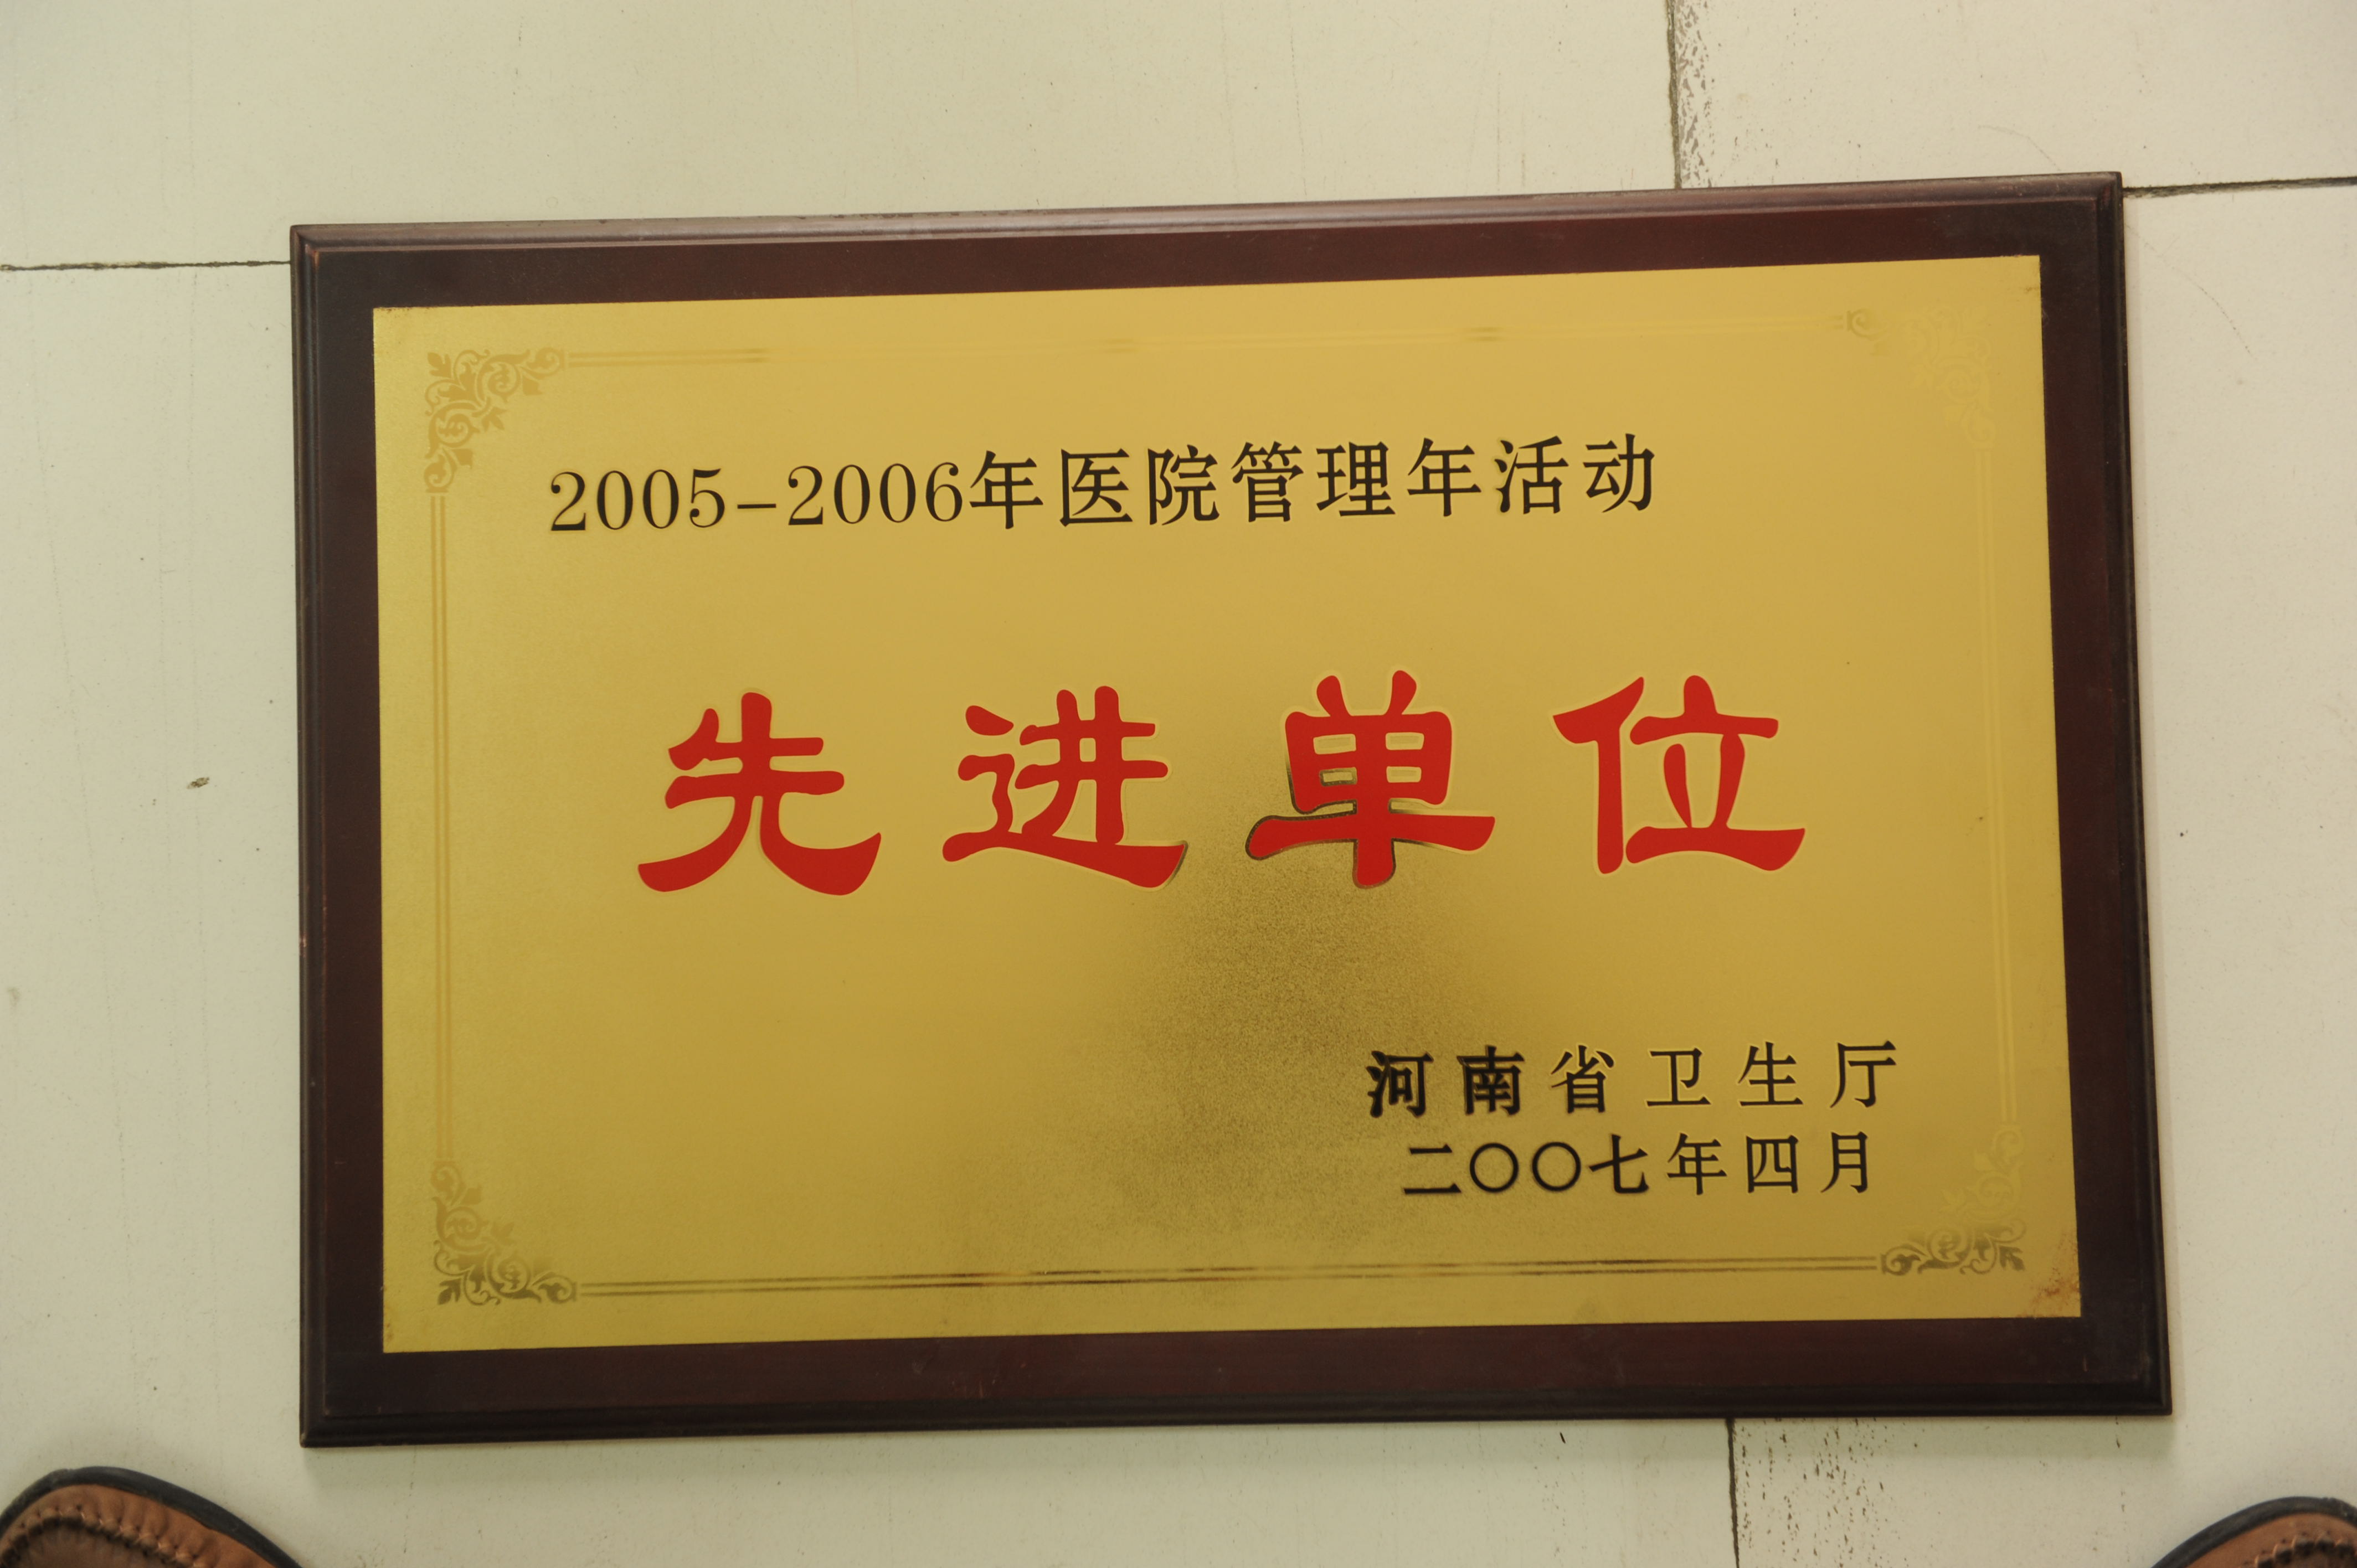 2005-2006年医院管理年活动
先进单位
河南省卫生厅
二〇〇七年四月